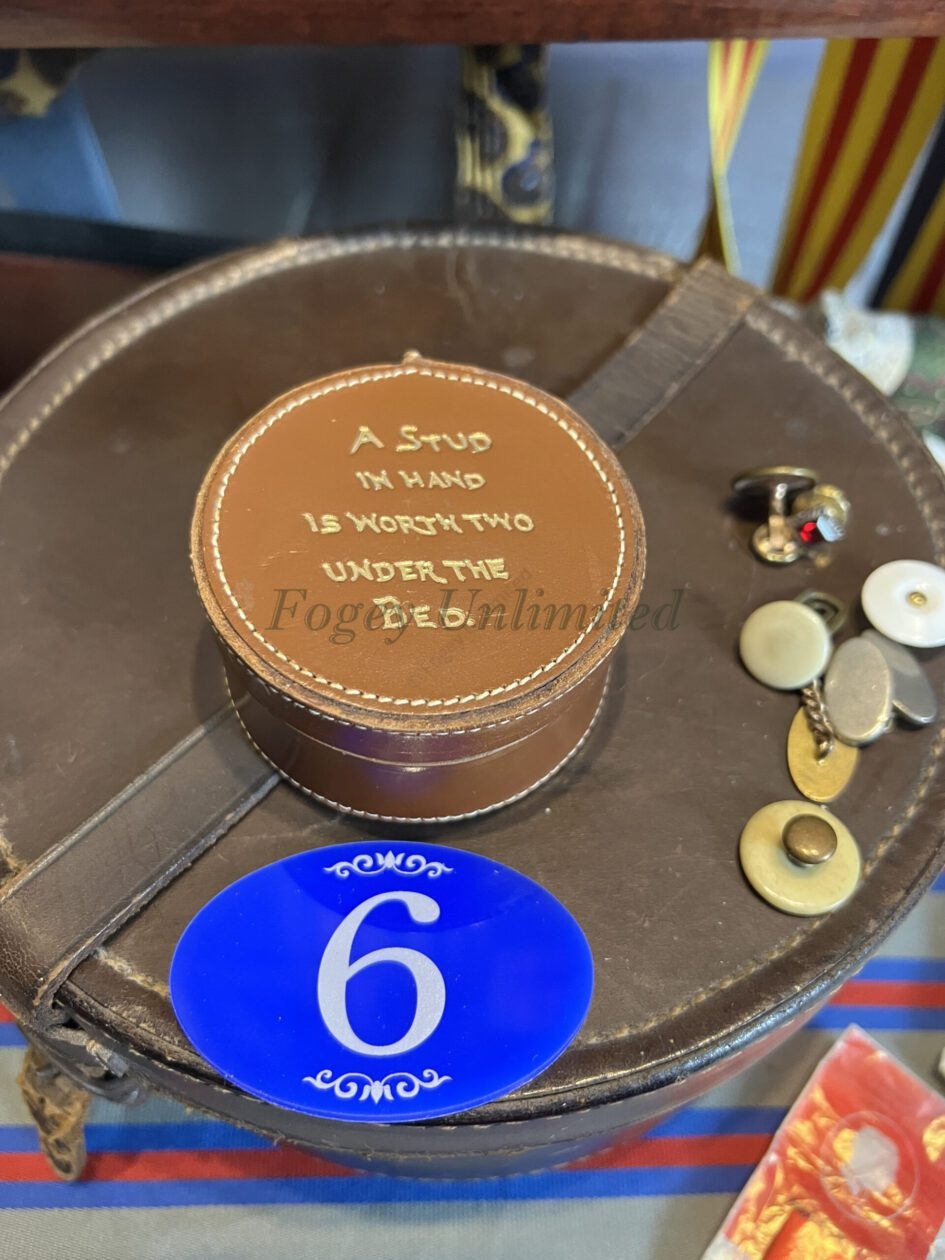 A STUD
IN HAND
IS WORTH TWO
UNDER THE
BED.
Fogey Unlimited
6